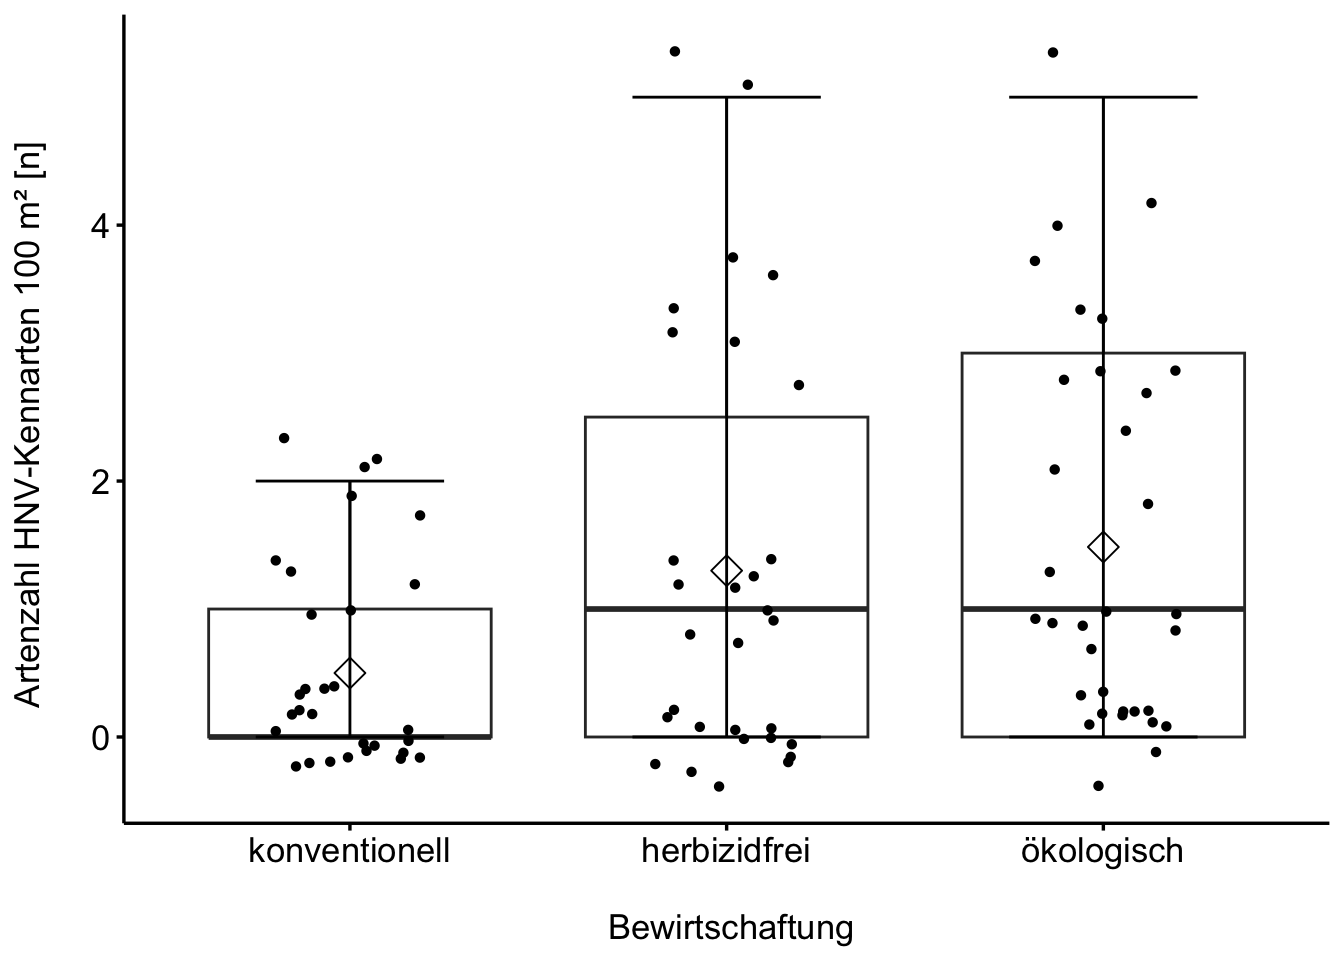 Artenzahl HNV-Kennarten 100 m² [n]
4
2
0
konventionell herbizidfrei ökologisch
Bewirtschaftung